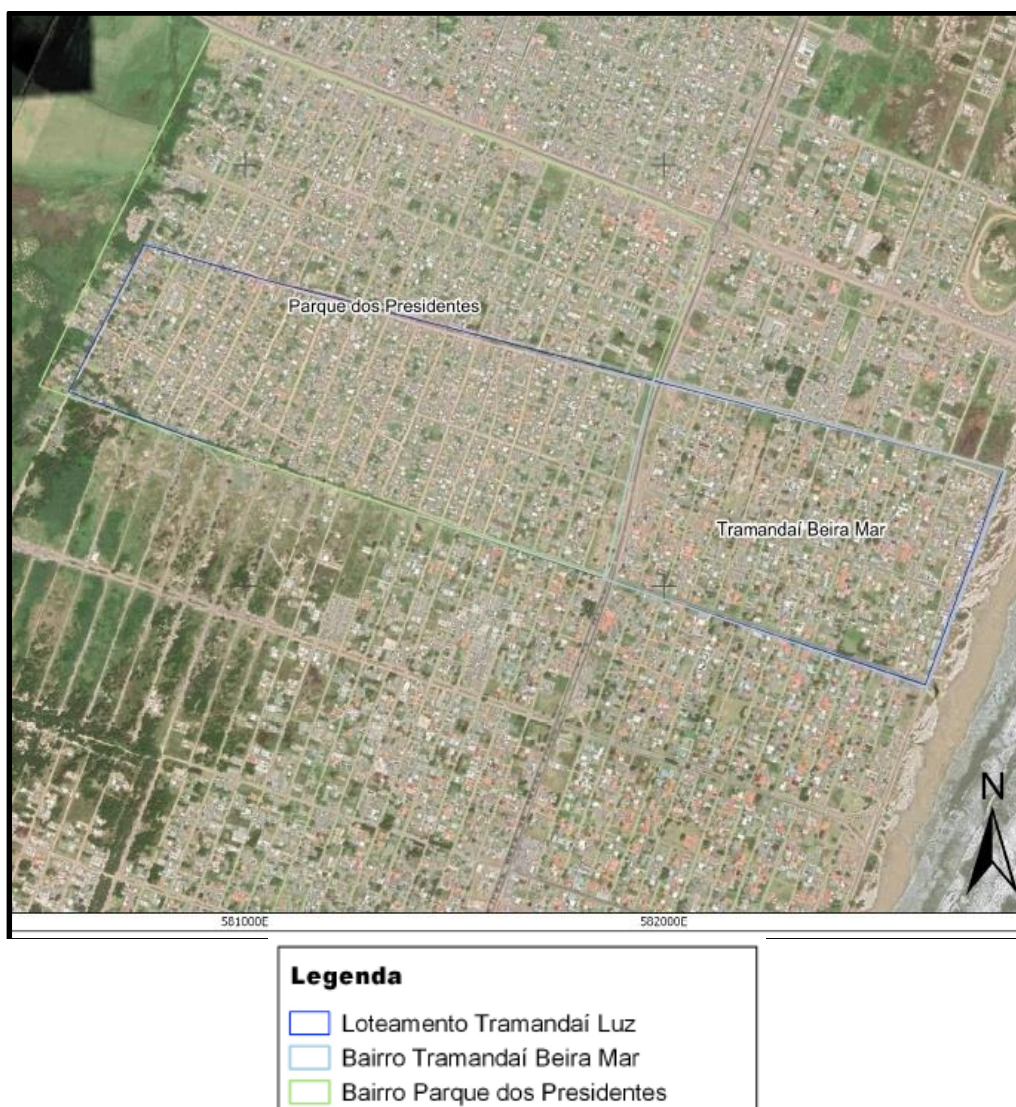 Parque dos Presidentes
Tramandaí Beira Mar
N
581000E
582000E
Legenda
Loteamento Tramandaí Luz
Bairro Tramandaí Beira Mar
Bairro Parque dos Presidentes